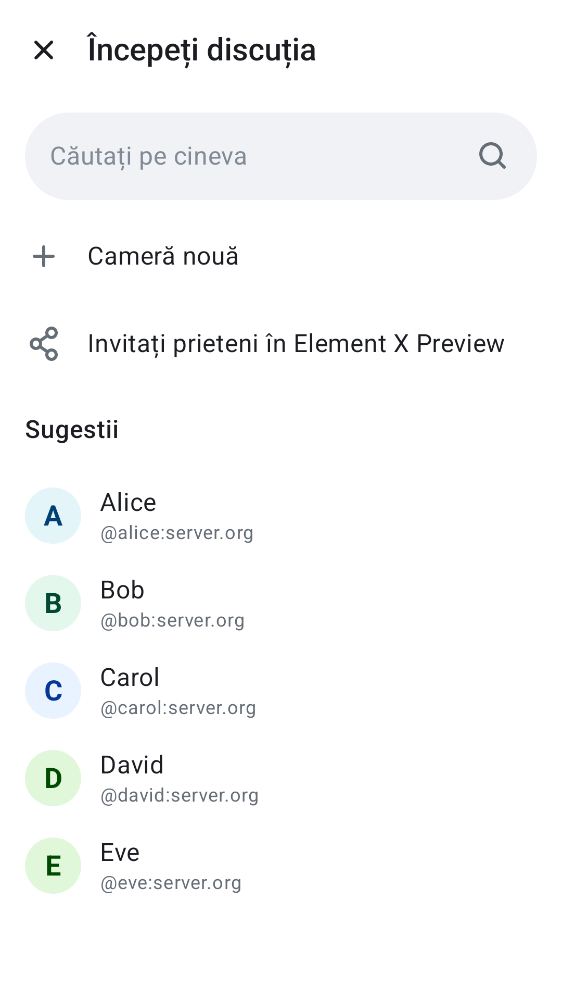 Începeți discuția
Căutați pe cineva
Cameră nouă
Invitați prieteni în Element X Preview
Sugestii
A
Alice
@alice:server.org
B
Bob
@bob:server.org
C
Carol
@carol:server.org
D
David
@david:server.org
E
Eve
@eve:server.org